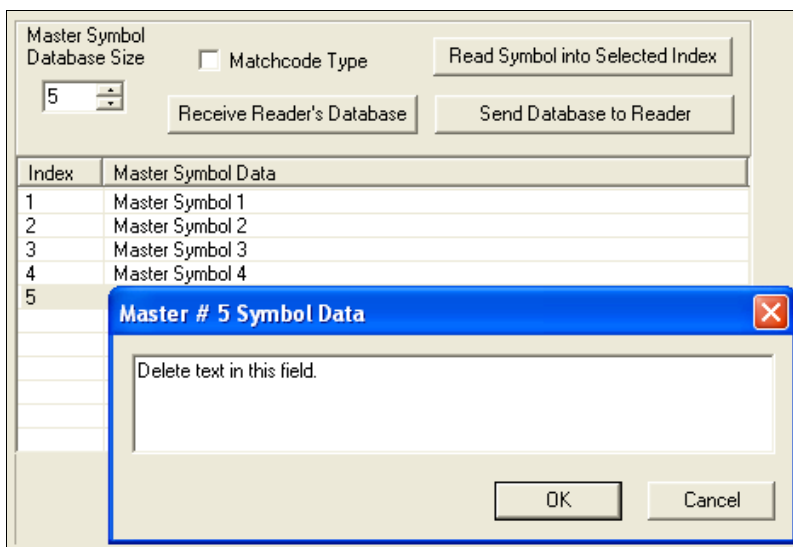 Master Symbol
Database Size
5
Matchcode Type
Read Symbol into Selected Index
Receive Reader's Database
Send Database to Reader
Index Master Symbol Data
1 Master Symbol 1
2 Master Symbol 2
3 Master Symbol 3
4 Master Symbol 4
5
Master # 5 Symbol Data
Delete text in this field.
OK Cancel